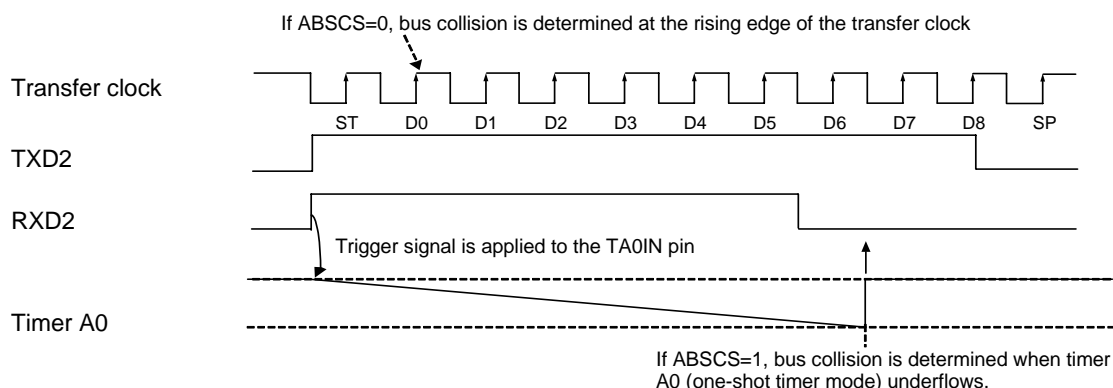 If ABSCS=0, bus collision is determined at the rising edge of the transfer clock
Transfer clock
ST D0 D1 D2 D3 D4 D5 D6 D7 D8 SP
TXD2
RXD2
Trigger signal is applied to the TA0IN pin
Timer A0
If ABSCS=1, bus collision is determined when timer
A0 (one-shot timer mode) underflows.